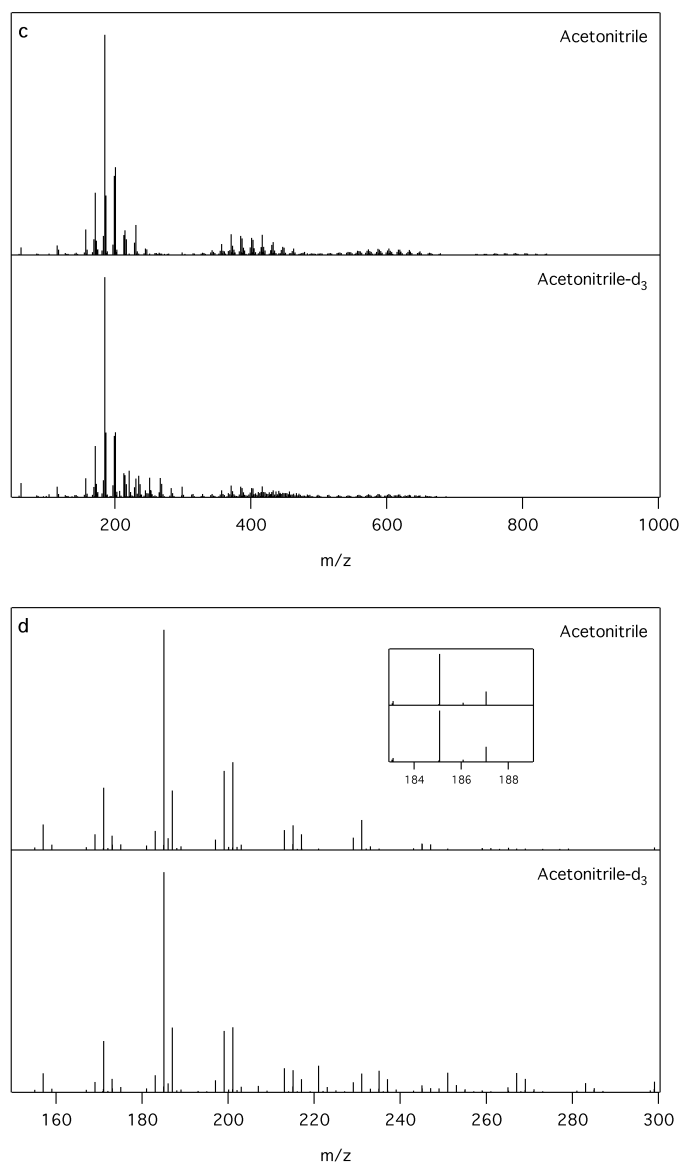 c
Acetonitrile
Acetonitrile-d3
200 400 600 800 1000
m/z
d
Acetonitrile
184 186 188
Acetonitrile-d3
160 180 200 220 240 260 280 300
m/z